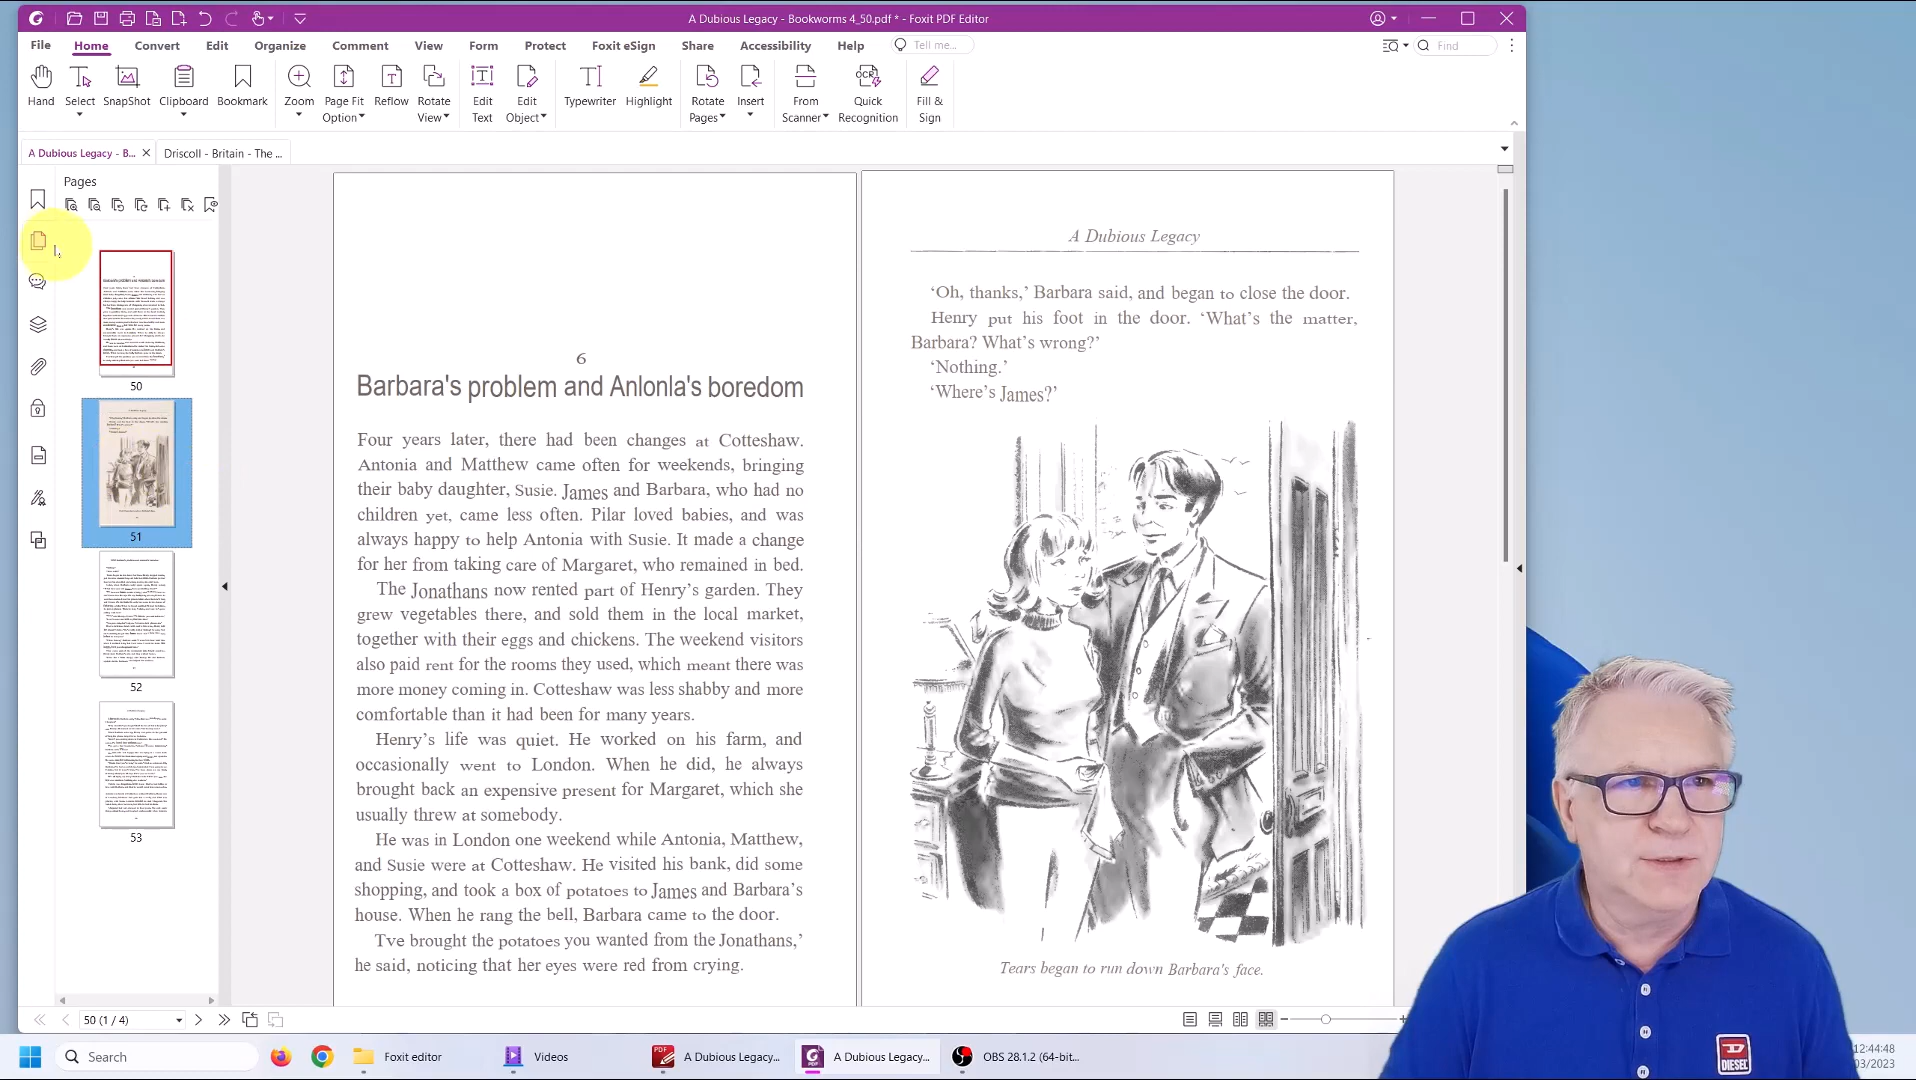 A Dubious Legacy - Bookworms 4_50.pdf * - Foxit PDF Editor
File Home Convert Edit Organize Comment View Form Protect Foxit eSign Share Accessibility Help Tell me... Find
Hand Select SnapShot Clipboard Bookmark Zoom Page Fit Option Reflow Rotate View Edit Text Edit Object Typewriter Highlight Rotate Pages Insert From Scanner Quick Recognition Fill & Sign
A Dubious Legacy - B... Driscoll - Britain - The ...
Pages
50
51
52
53
6
Barbara's problem and Anlonla's boredom
Four years later, there had been changes at Cotteshaw.
Antonia and Matthew came often for weekends, bringing
their baby daughter, Susie. James and Barbara, who had no
children yet, came less often. Pilar loved babies, and was
always happy to help Antonia with Susie. It made a change
for her from taking care of Margaret, who remained in bed.
The Jonathans now rented part of Henry's garden. They
grew vegetables there, and sold them in the local market,
together with their eggs and chickens. The weekend visitors
also paid rent for the rooms they used, which meant there was
more money coming in. Cotteshaw was less shabby and more
comfortable than it had been for many years.
Henry's life was quiet. He worked on his farm, and
occasionally went to London. When he did, he always
brought back an expensive present for Margaret, which she
usually threw at somebody.
He was in London one weekend while Antonia, Matthew,
and Susie were at Cotteshaw. He visited his bank, did some
shopping, and took a box of potatoes to James and Barbara's
house. When he rang the bell, Barbara came to the door.
'I've brought the potatoes you wanted from the Jonathans,'
he said, noticing that her eyes were red from crying.
A Dubious Legacy
'Oh, thanks,' Barbara said, and began to close the door.
Henry put his foot in the door. 'What's the matter,
Barbara? What's wrong?'
'Nothing.'
'Where's James?'
Tears began to run down Barbara's face.
50 (1 / 4)
Search Foxit editor Videos A Dubious Legacy... A Dubious Legacy... OBS 28.1.2 (64-bit...
12:44:48
03/2023
DIESEL